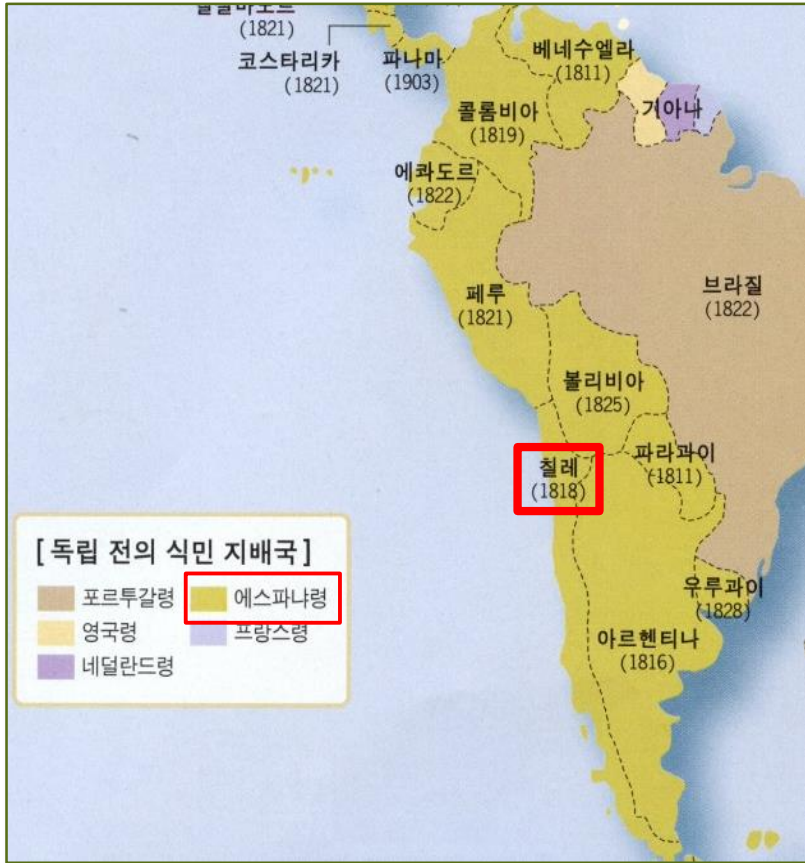 (1821)
코스타리카
(1821)
파나마
(1903)
베네수엘라
(1811)
콜롬비아
(1819)
기아나
에콰도르
(1822)
페루
(1821)
브라질
(1822)
볼리비아
(1825)
칠레
(1818)
파라과이
(1811)
우루과이
(1828)
아르헨티나
(1816)
[독립 전의 식민 지배국]
포르투갈령
에스파냐령
영국령
프랑스령
네덜란드령